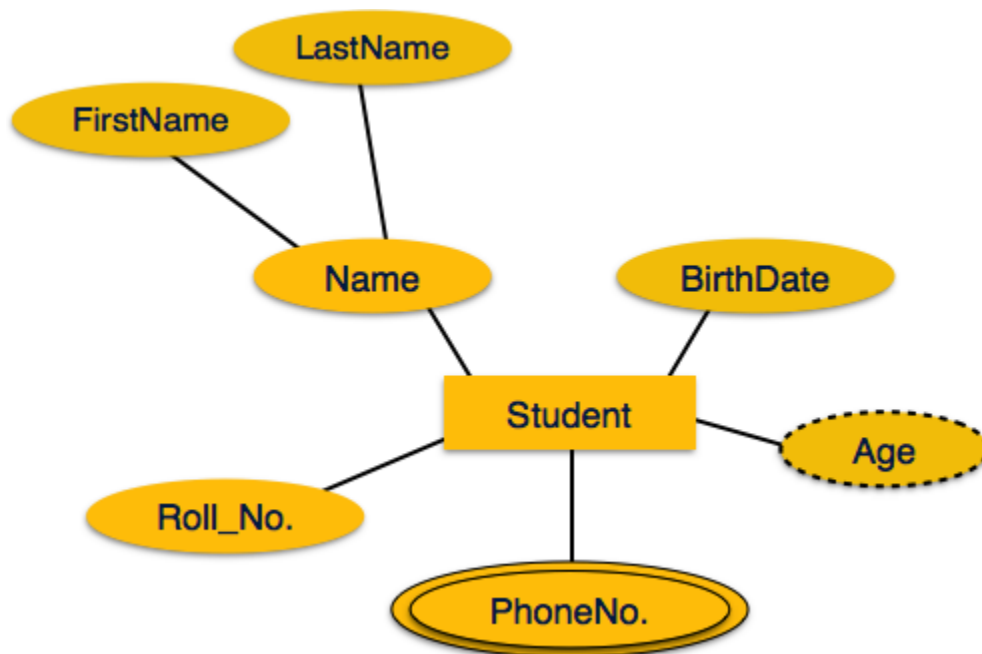 LastName
FirstName
Name
BirthDate
Student
Age
Roll_No.
PhoneNo.